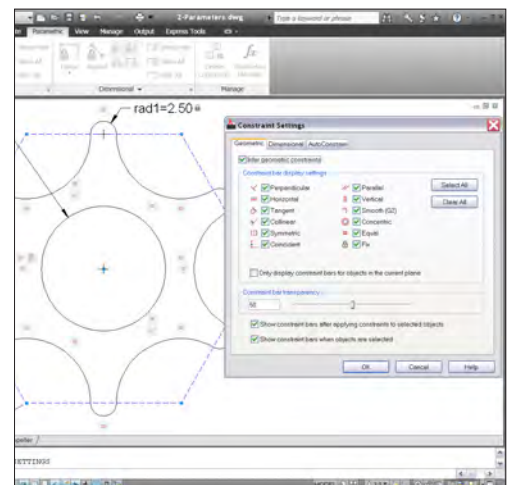 2-Parameters.dwg
Type a keyword or phrase
Parametric View Manage Output Express Tools
Dimensional
Manage
rad1=2.50
Constraint Settings
Geometric Dimensional AutoConstrain
Infer geometric constraints
Constraint bar display settings
Perpendicular Parallel
Horizontal Vertical
Tangent Smooth (G2)
Collinear Concentric
Symmetric Equal
Coincident Fix
Select All
Clear All
Only display constraint bars for objects in the current plane
Constraint bar transparency
50
Show constraint bars after applying constraints to selected objects
Show constraint bars when objects are selected
OK Cancel Help
SETTINGS